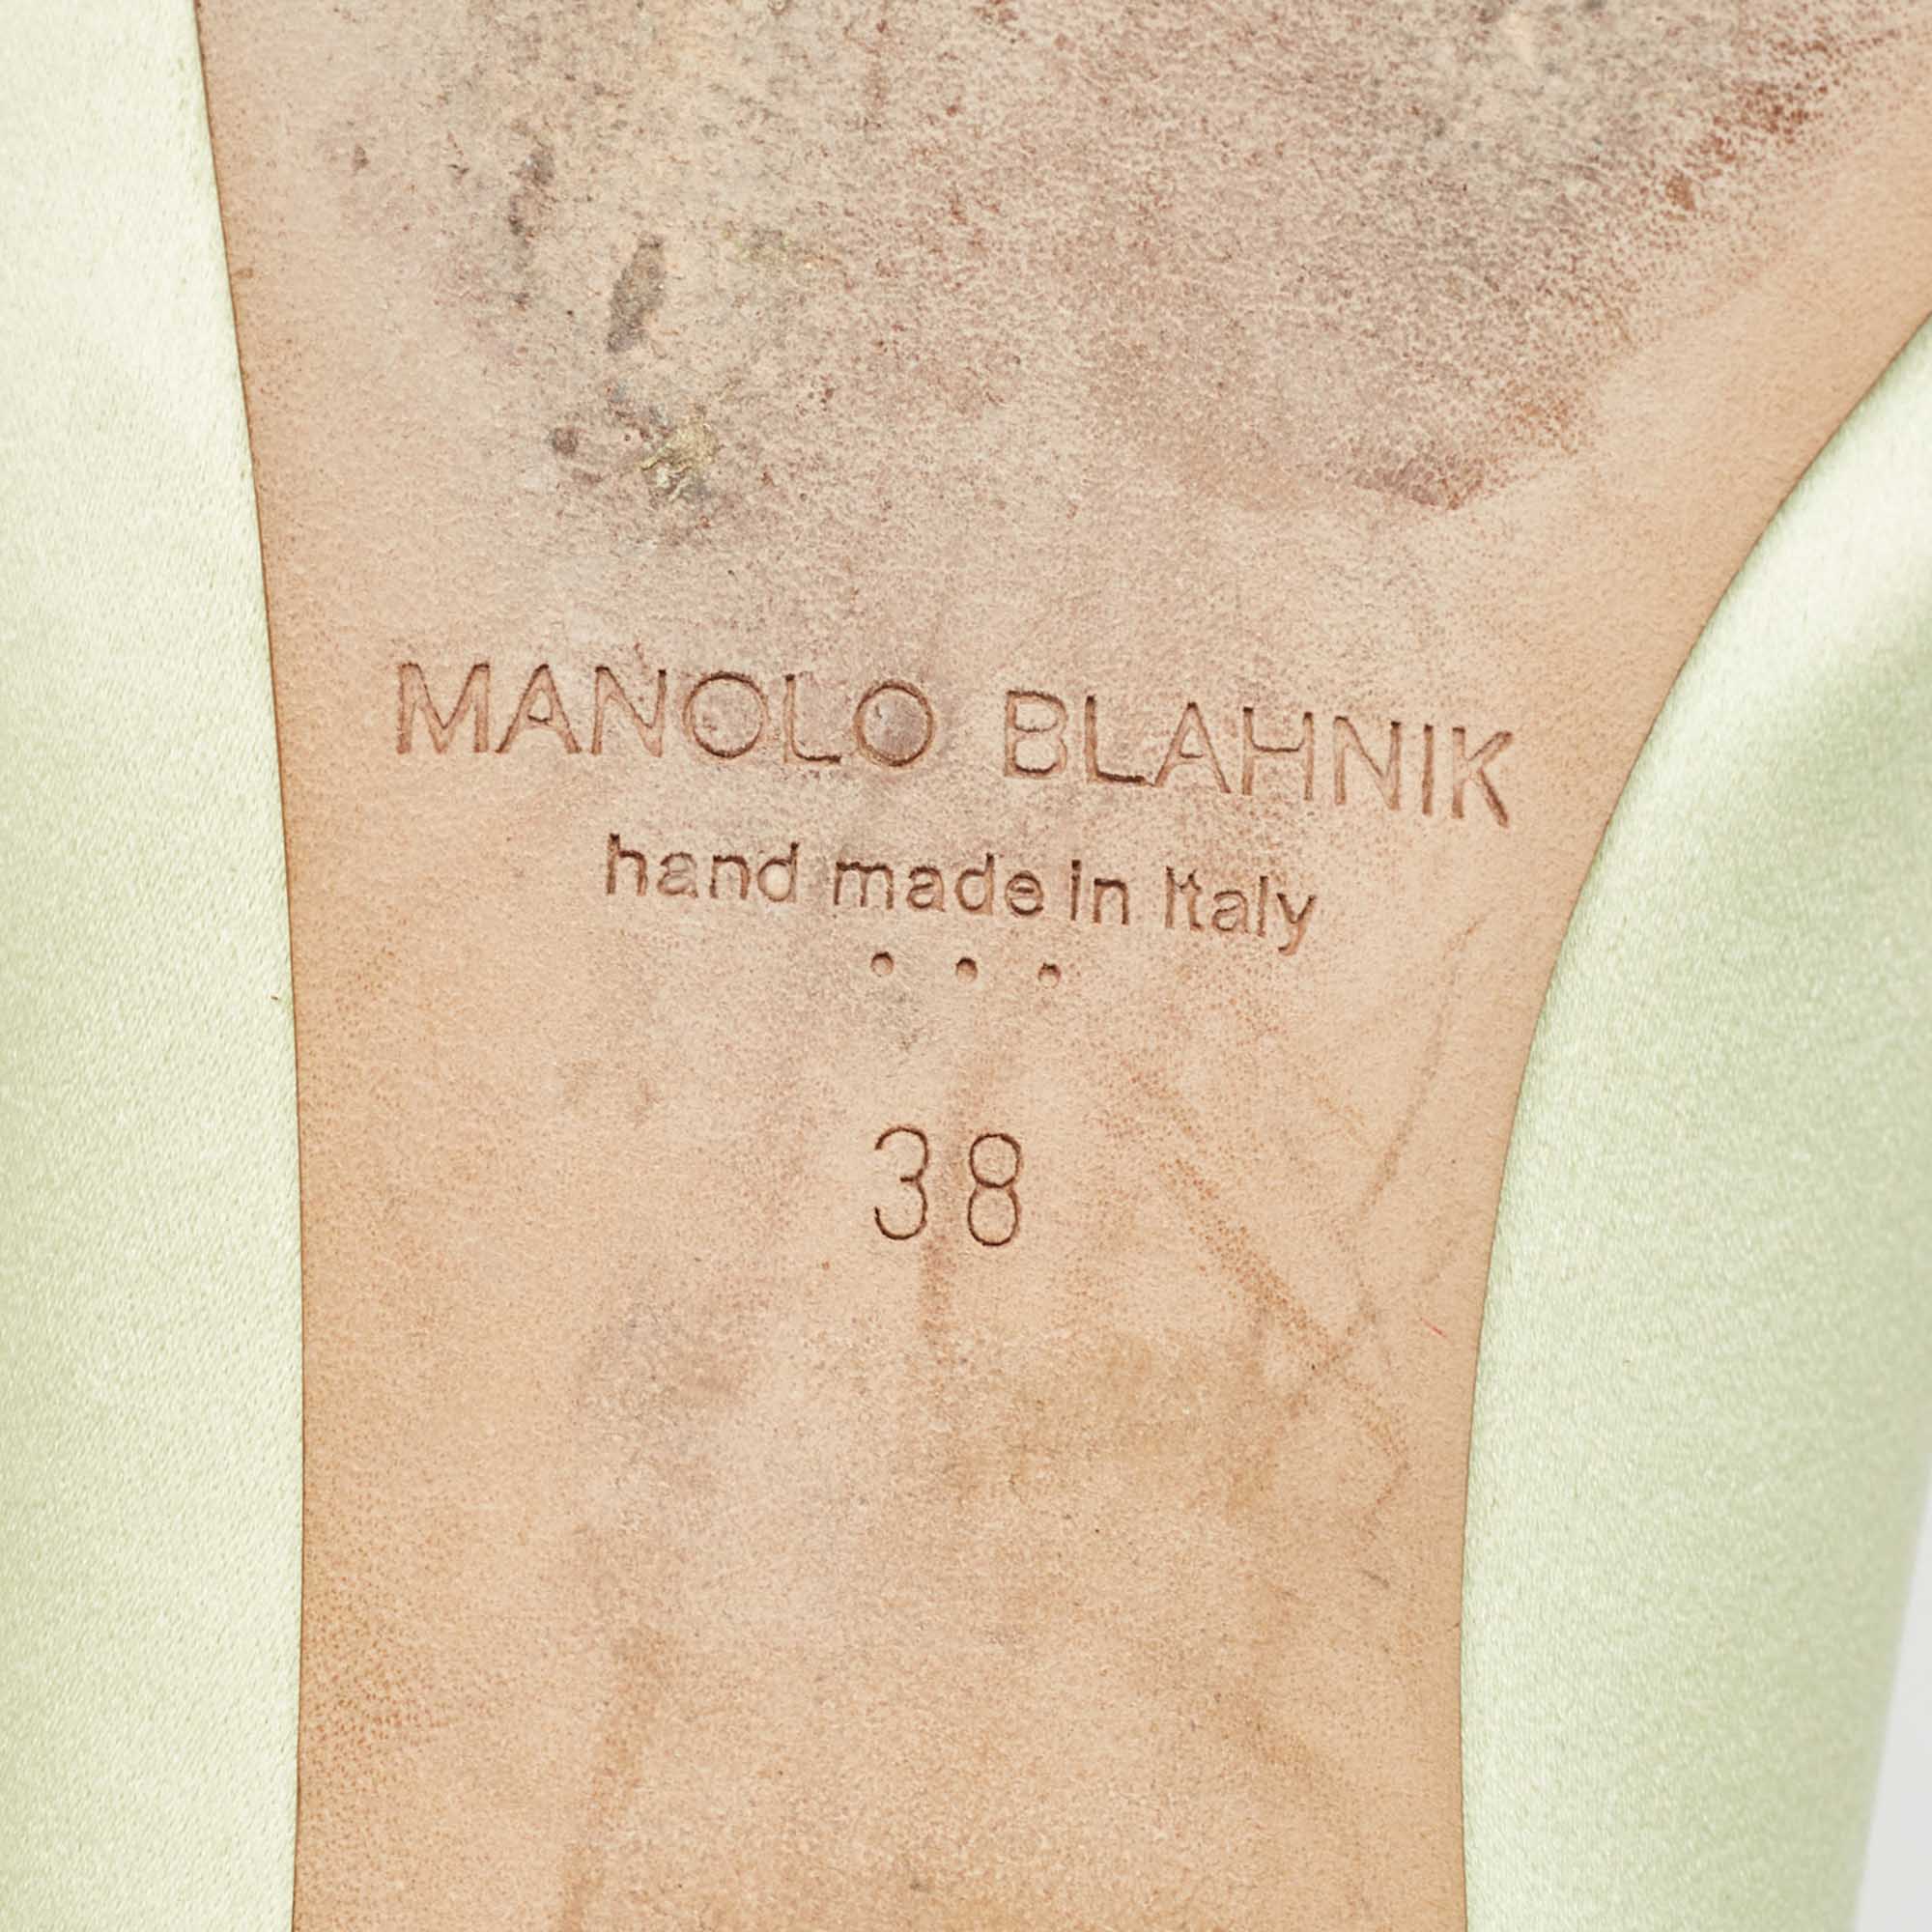 MANOLO BLAHNIK
hand made in Italy
• • •
38